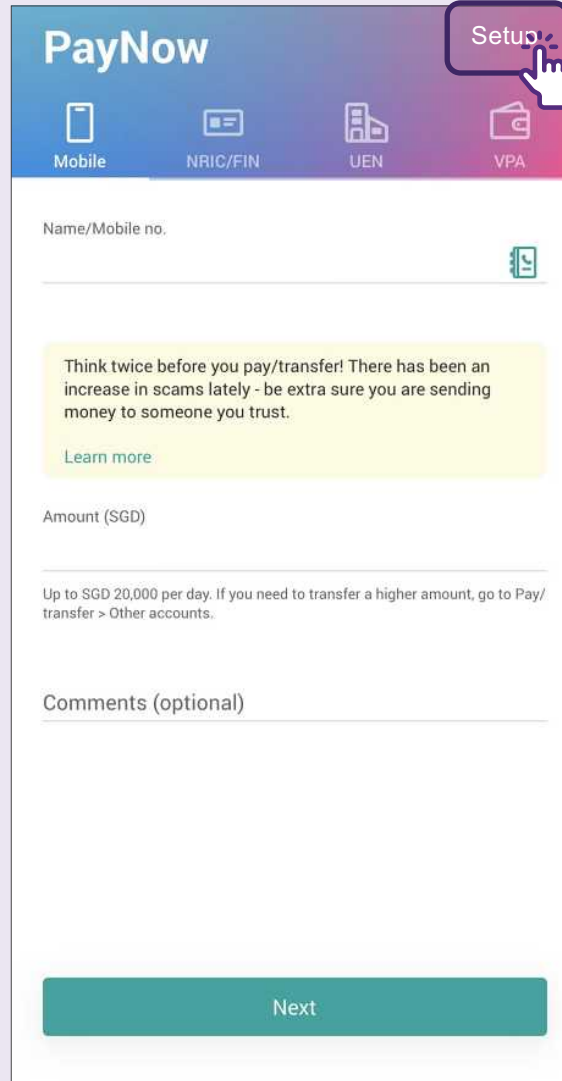 PayNow
Setup
Mobile
NRIC/FIN
UEN
VPA
Name/Mobile no.
Think twice before you pay/transfer! There has been an
increase in scams lately - be extra sure you are sending
money to someone you trust.
Learn more
Amount (SGD)
Up to SGD 20,000 per day. If you need to transfer a higher amount, go to Pay/
transfer > Other accounts.
Comments (optional)
Next